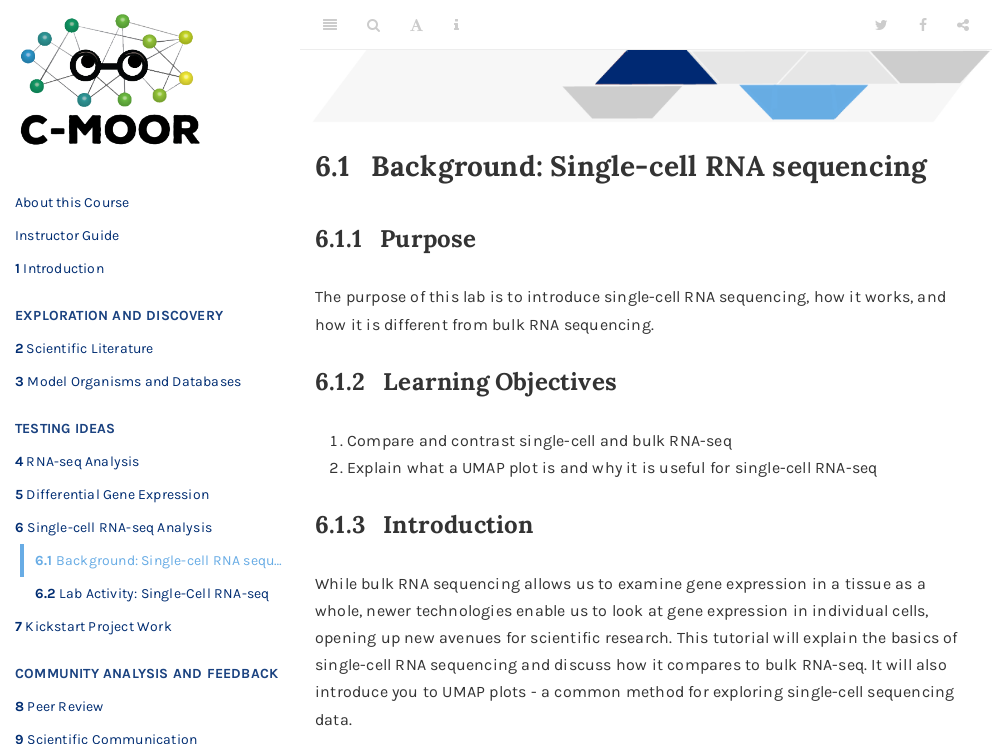 C-MOOR
About this Course
Instructor Guide
1 Introduction
EXPLORATION AND DISCOVERY
2 Scientific Literature
3 Model Organisms and Databases
TESTING IDEAS
4 RNA-seq Analysis
5 Differential Gene Expression
6 Single-cell RNA-seq Analysis
6.1 Background: Single-cell RNA sequ…
6.2 Lab Activity: Single-Cell RNA-seq
7 Kickstart Project Work
COMMUNITY ANALYSIS AND FEEDBACK
8 Peer Review
9 Scientific Communication
A
6.1 Background: Single-cell RNA sequencing
6.1.1 Purpose
The purpose of this lab is to introduce single-cell RNA sequencing, how it works, and
how it is different from bulk RNA sequencing.
6.1.2 Learning Objectives
1. Compare and contrast single-cell and bulk RNA-seq
2. Explain what a UMAP plot is and why it is useful for single-cell RNA-seq
6.1.3 Introduction
While bulk RNA sequencing allows us to examine gene expression in a tissue as a
whole, newer technologies enable us to look at gene expression in individual cells,
opening up new avenues for scientific research. This tutorial will explain the basics of
single-cell RNA sequencing and discuss how it compares to bulk RNA-seq. It will also
introduce you to UMAP plots - a common method for exploring single-cell sequencing
data.